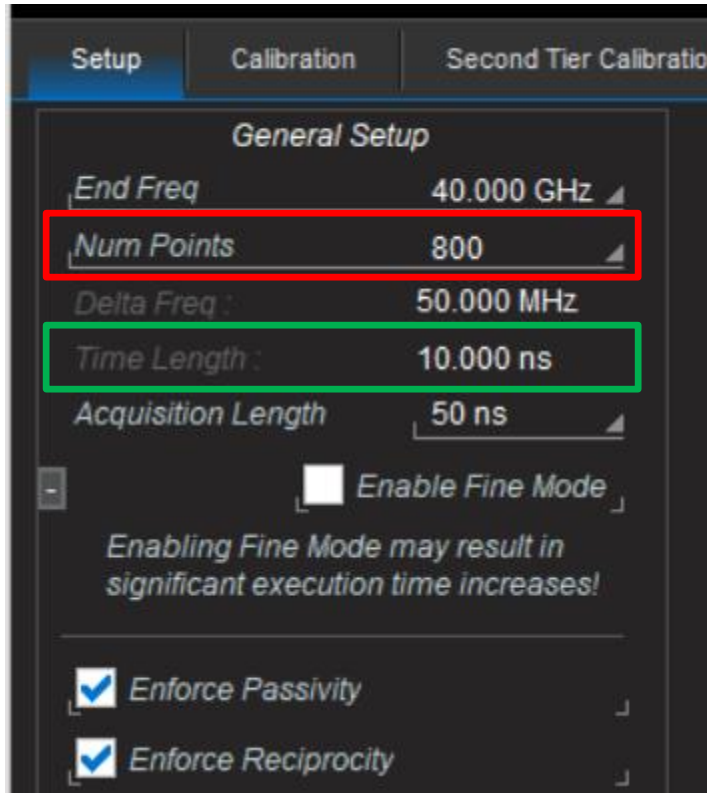 Setup Calibration Second Tier Calibratio
General Setup
End Freq 40.000 GHz
Num Points 800
Delta Freq : 50.000 MHz
Time Length : 10.000 ns
Acquisition Length 50 ns
- Enable Fine Mode
Enabling Fine Mode may result in
significant execution time increases!
Enforce Passivity
Enforce Reciprocity